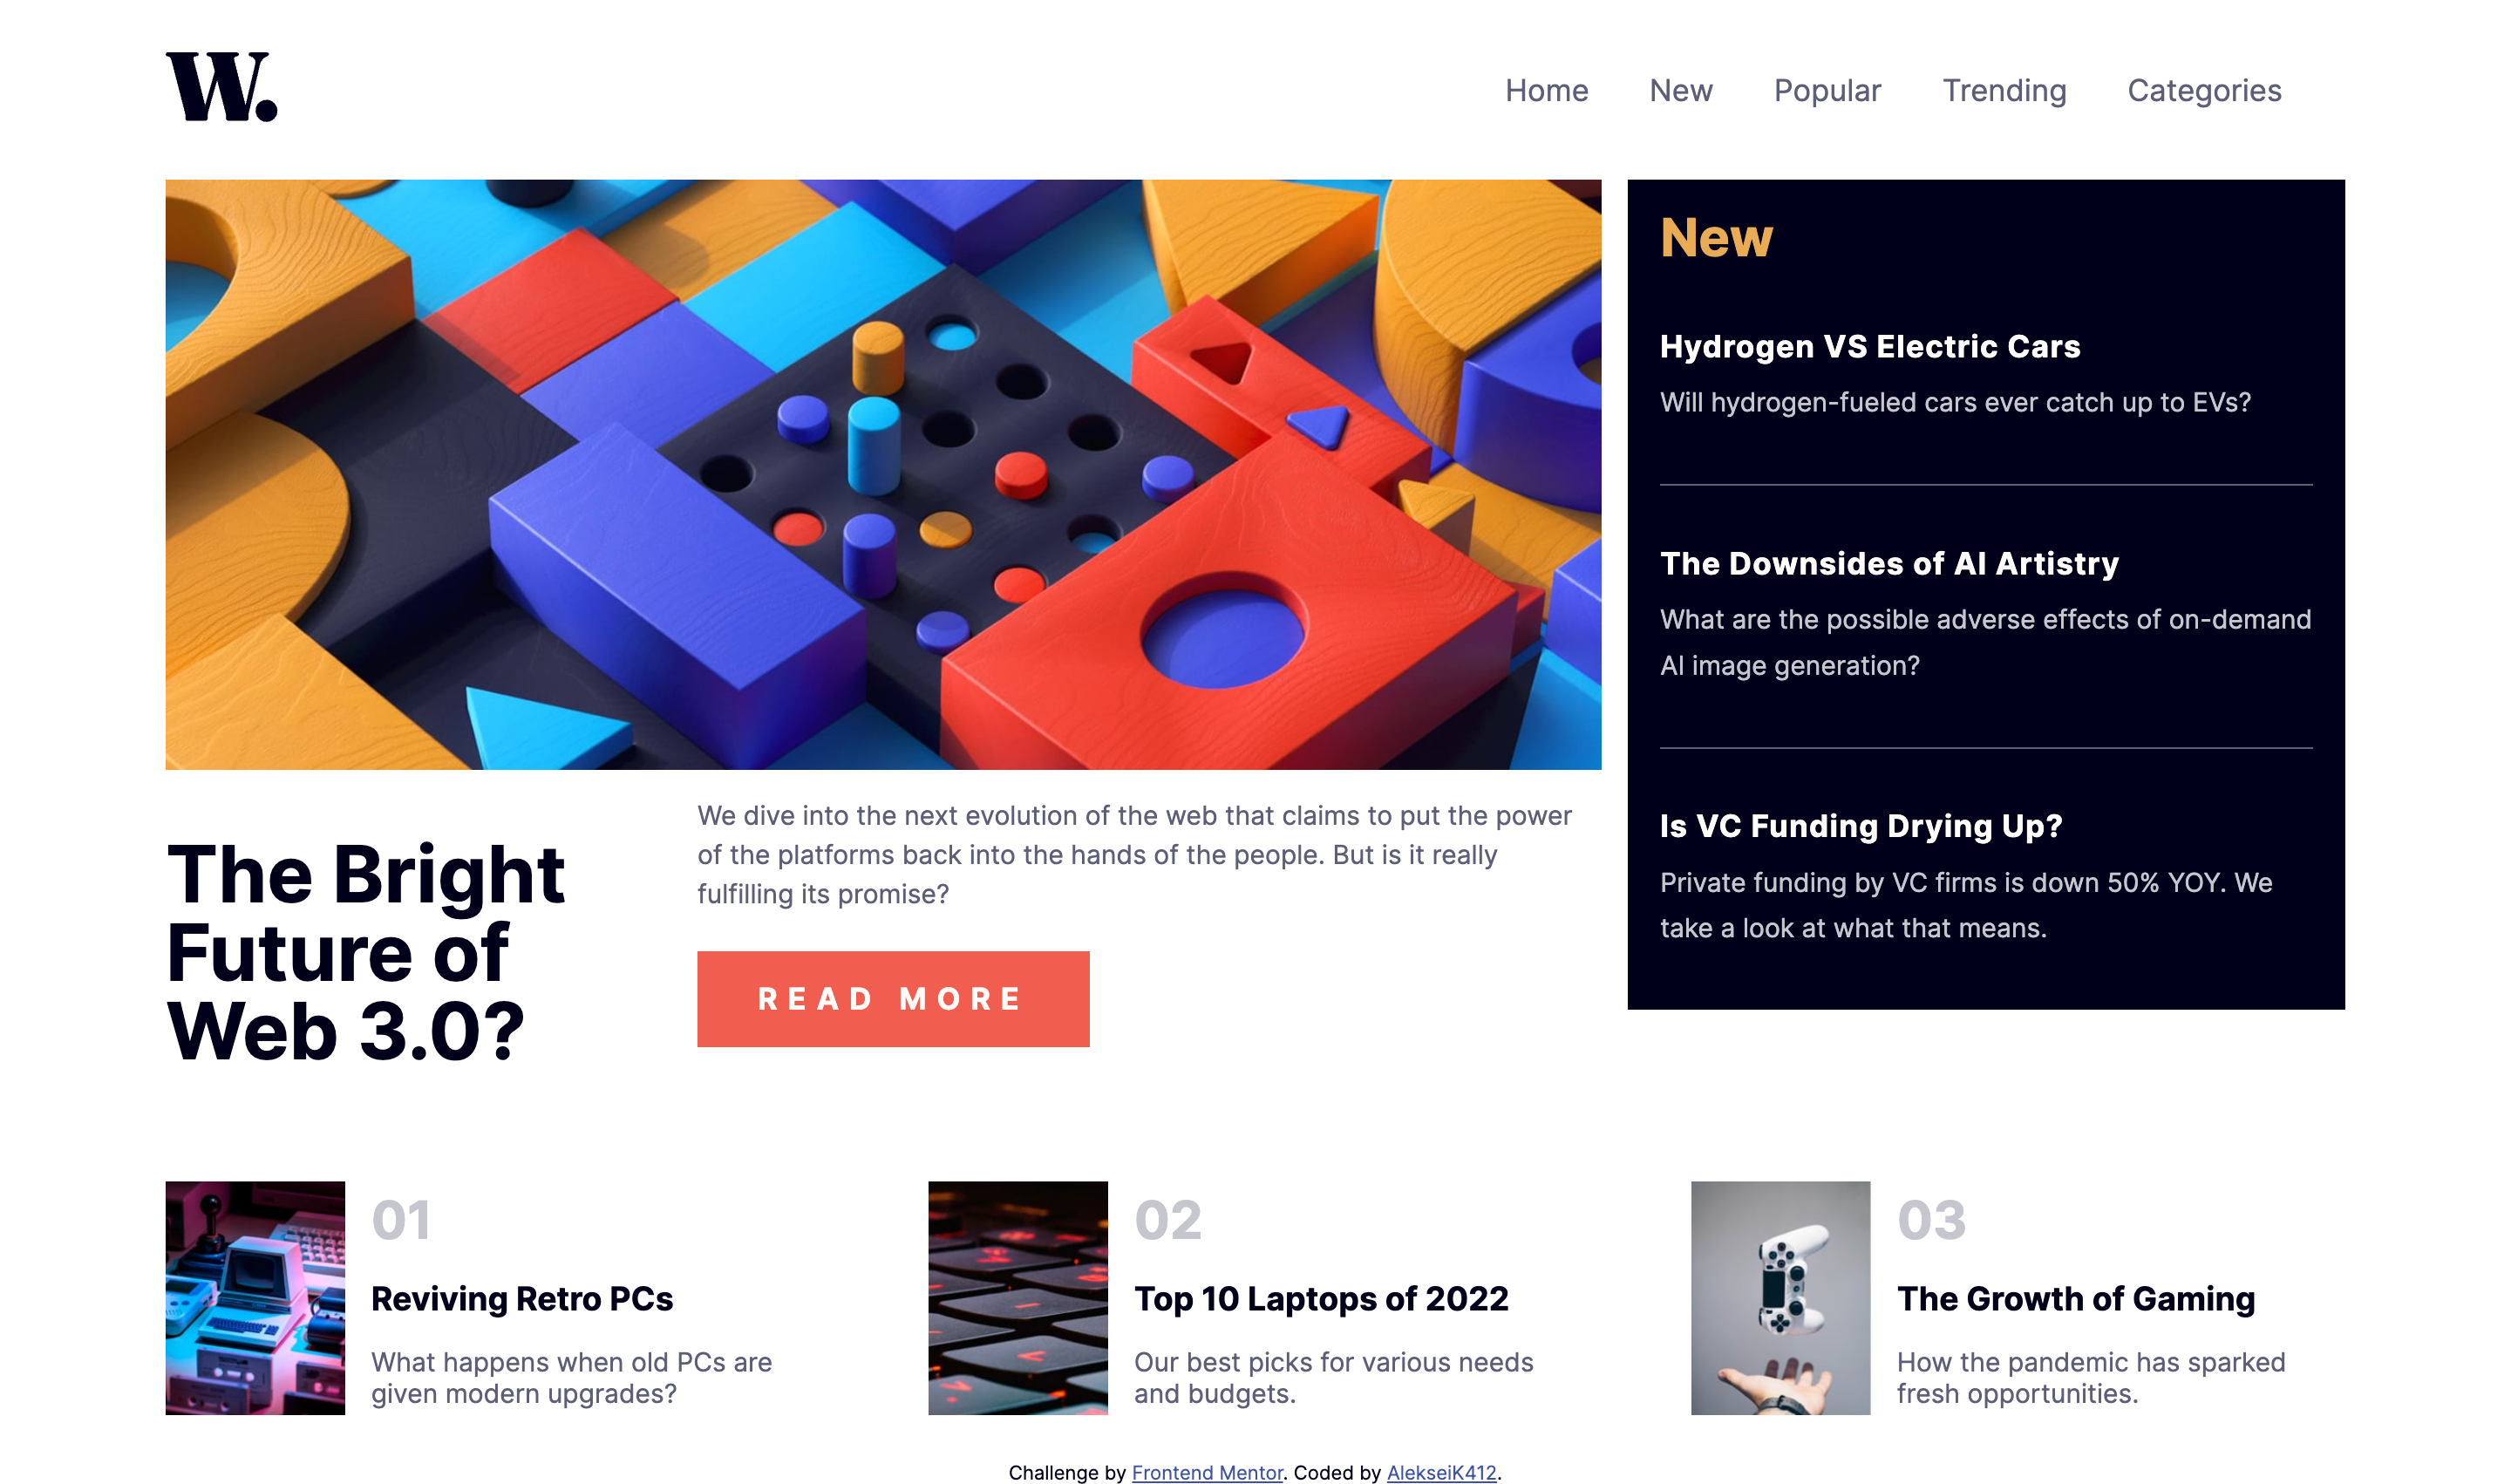 W.
Home New Popular Trending Categories
New
Hydrogen VS Electric Cars
Will hydrogen-fueled cars ever catch up to EVs?
The Downsides of AI Artistry
What are the possible adverse effects of on-demand
AI image generation?
Is VC Funding Drying Up?
Private funding by VC firms is down 50% YOY. We
take a look at what that means.
The Bright
Future of
Web 3.0?
We dive into the next evolution of the web that claims to put the power
of the platforms back into the hands of the people. But is it really
fulfilling its promise?
READ MORE
01
Reviving Retro PCs
What happens when old PCs are
given modern upgrades?
02
Top 10 Laptops of 2022
Our best picks for various needs
and budgets.
03
The Growth of Gaming
How the pandemic has sparked
fresh opportunities.
Challenge by Frontend Mentor. Coded by AlekseiK412.